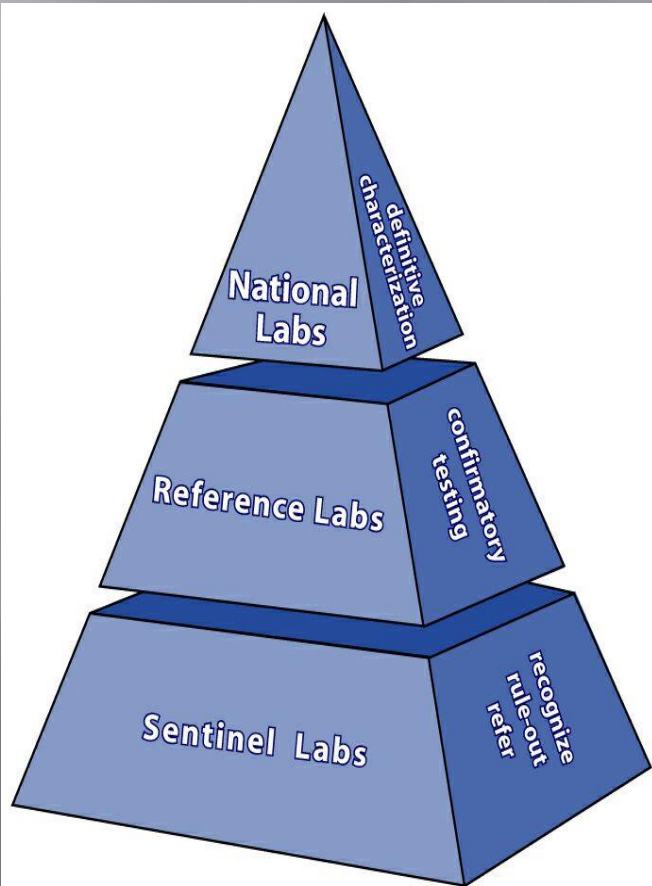 National
Labs
definitive
characterization
Reference Labs
confirmatory
testing
Sentinel Labs
recognize
rule-out
refer